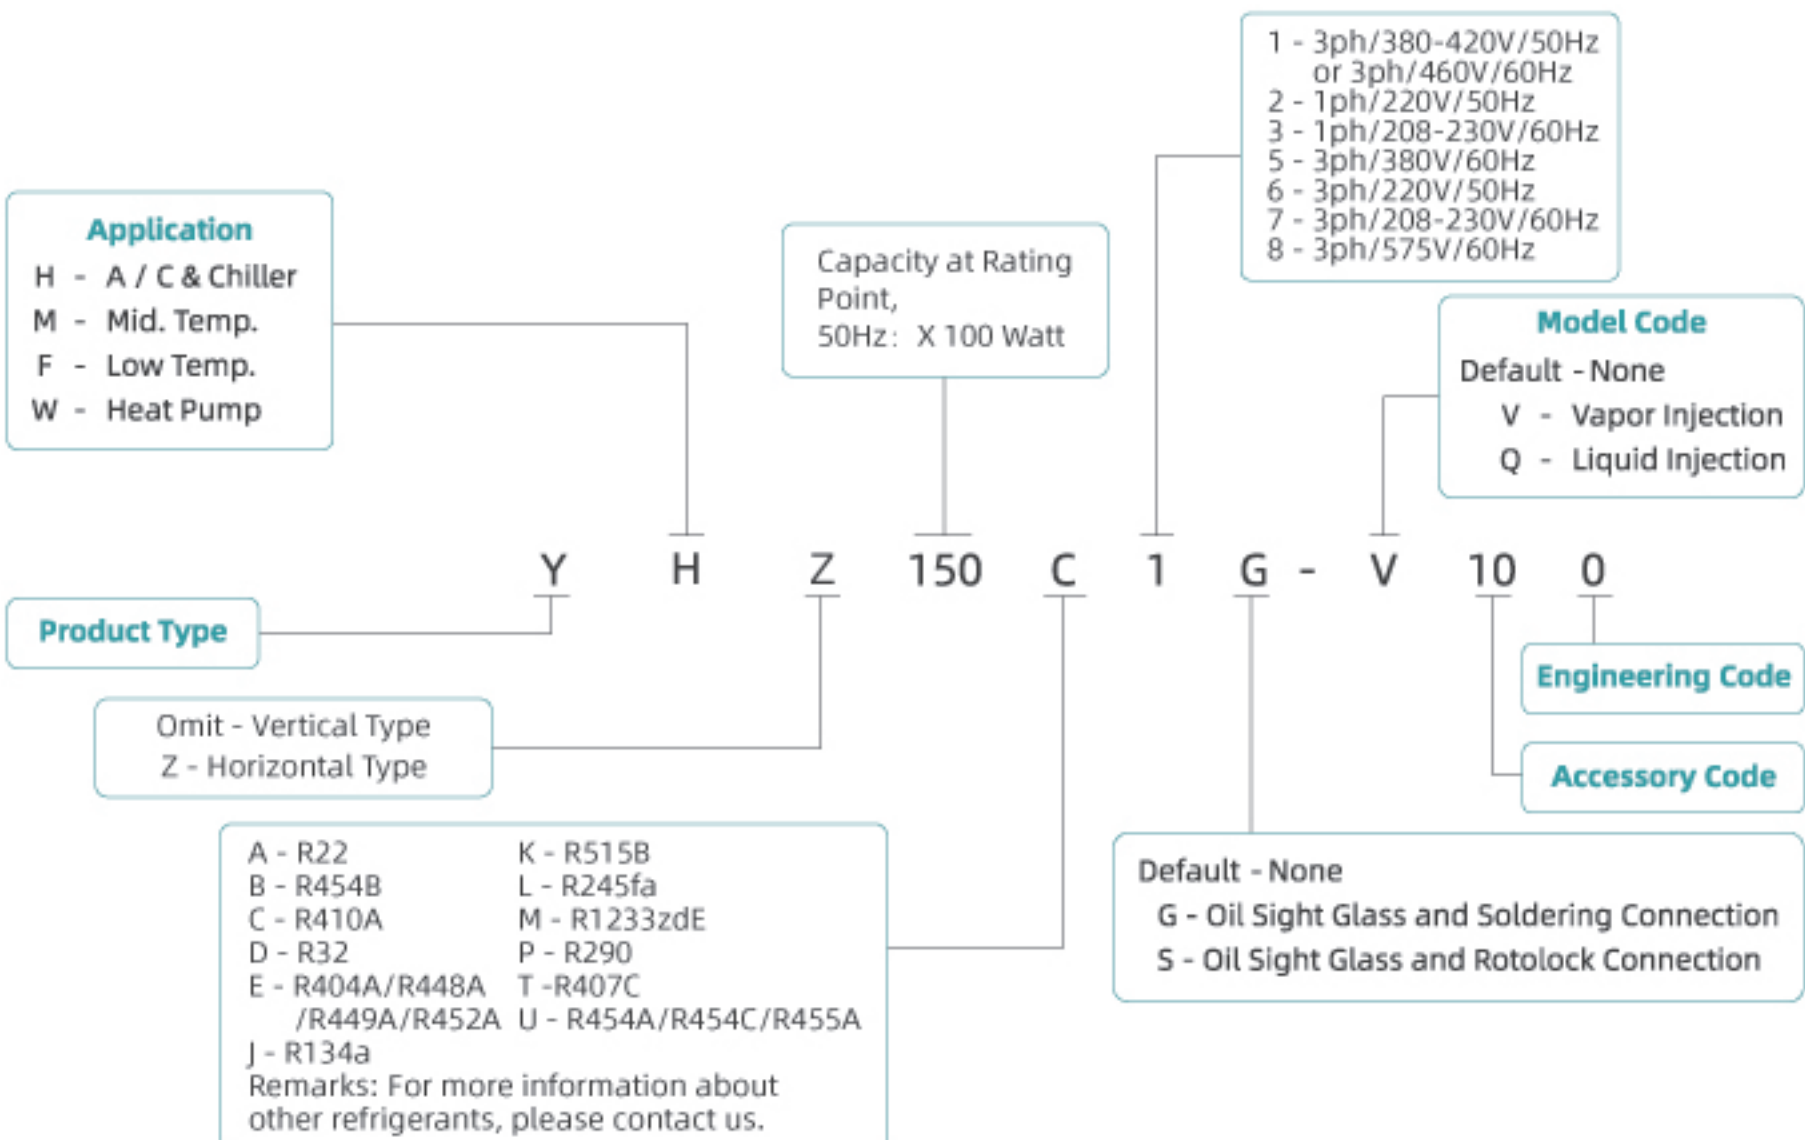 1 - 3ph/380-420V/50Hz
or 3ph/460V/60Hz
2 - 1ph/220V/50Hz
3 - 1ph/208-230V/60Hz
5 - 3ph/380V/60Hz
6 - 3ph/220V/50Hz
7 - 3ph/208-230V/60Hz
8 - 3ph/575V/60Hz
Application
H - A / C & Chiller
M - Mid. Temp.
F - Low Temp.
W - Heat Pump
Capacity at Rating
Point,
50Hz: X 100 Watt
Model Code
Default - None
V - Vapor Injection
Q - Liquid Injection
Y H Z 150 C 1 G - V 10 0
Product Type
Engineering Code
Omit - Vertical Type
Z - Horizontal Type
Accessory Code
A - R22 K - R515B
B - R454B L - R245fa
C - R410A M - R1233zdE
D - R32 P - R290
E - R404A/R448A T -R407C
/R449A/R452A U - R454A/R454C/R455A
J - R134a
Remarks: For more information about
other refrigerants, please contact us.
Default - None
G - Oil Sight Glass and Soldering Connection
S - Oil Sight Glass and Rotolock Connection